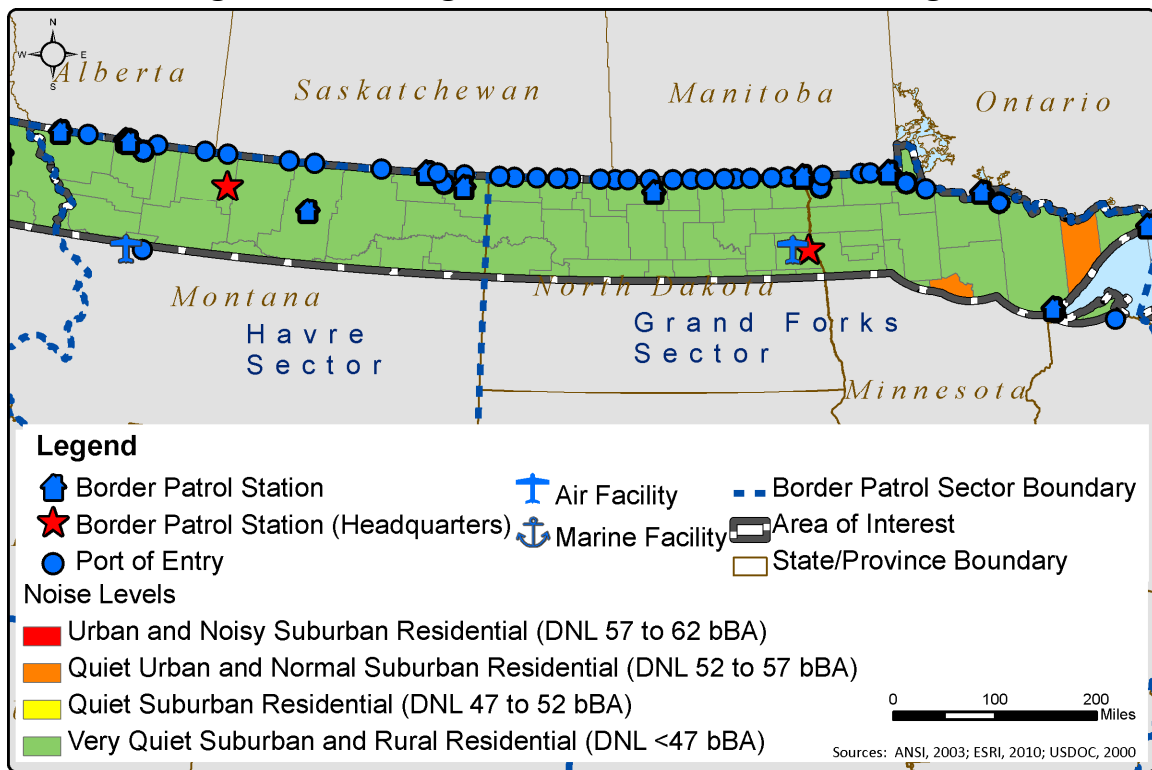 N
W E
S
Alberta
Saskatchewan
Manitoba
Ontario
Montana
North Dakota
Minnesota
Havre
Sector
Grand Forks
Sector
Legend
Border Patrol Station
Border Patrol Station (Headquarters)
Port of Entry
Air Facility
Marine Facility
Border Patrol Sector Boundary
Area of Interest
State/Province Boundary
Noise Levels
Urban and Noisy Suburban Residential (DNL 57 to 62 bBA)
Quiet Urban and Normal Suburban Residential (DNL 52 to 57 bBA)
Quiet Suburban Residential (DNL 47 to 52 bBA)
Very Quiet Suburban and Rural Residential (DNL <47 bBA)
0 100 200
Miles
Sources: ANSI, 2003; ESRI, 2010; USDOC, 2000